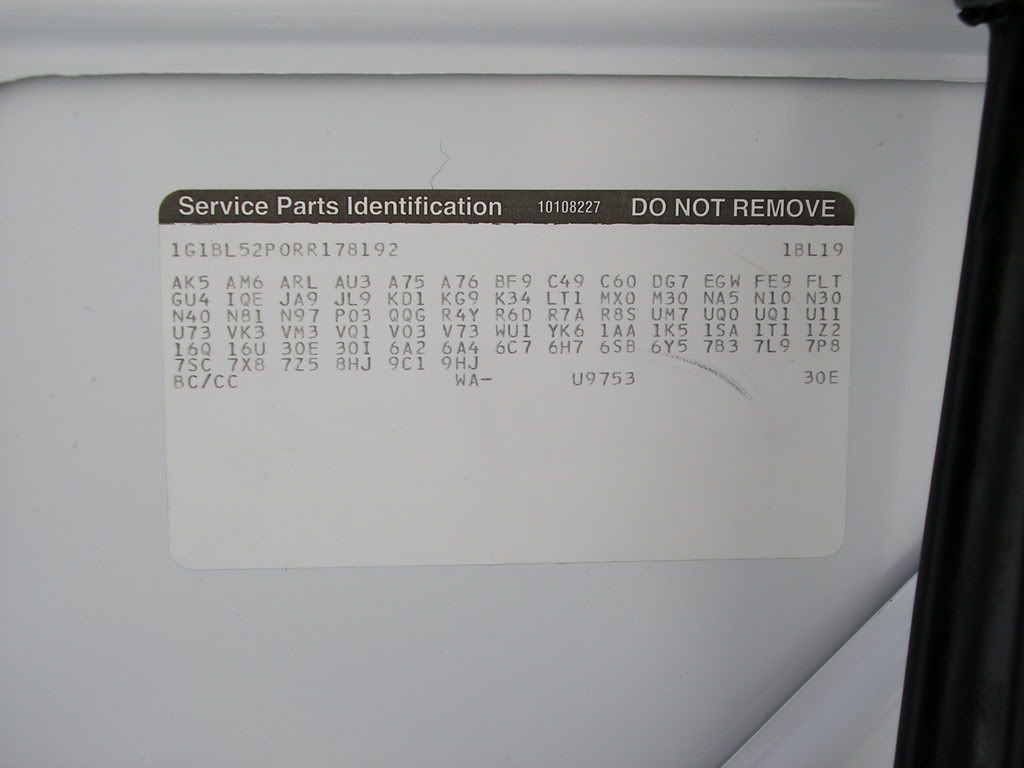 Service Parts Identification 10108227 DO NOT REMOVE
1G1BL52P0RR178192 1BL19
AK5 AM6 ARL AU3 A75 A76 BF9 C49 C60 DG7 EGW FE9 FLT
GU4 IQE JA9 JL9 KD1 KG9 K34 LT1 MX0 M30 NA5 N10 N30
N40 N81 N97 P03 QQG R4Y R6D R7A R8S UM7 UQ0 UQ1 U11
U73 VK3 VM3 VQ1 V03 V73 WU1 YK6 1AA 1K5 1SA 1T1 1Z2
16Q 16U 30E 30I 6A2 6A4 6C7 6H7 6SB 6Y5 7B3 7L9 7P8
7SC 7X8 7Z5 8HJ 9C1 9HJ
BC/CC WA- U9753 30E